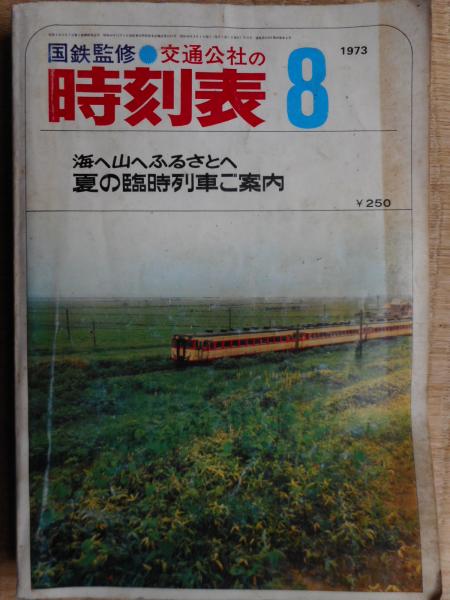 国鉄監修●交通公社の
時刻表 8 1973
海へ山へふるさとへ
夏の臨時列車ご案内
¥250